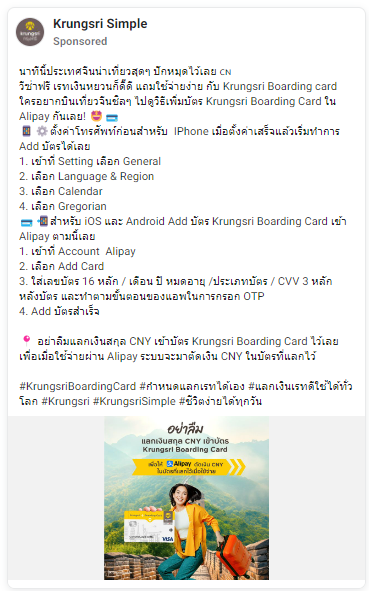 Krungsri Simple
Sponsored
นาทีนี้ประเทศจีนน่าเที่ยวสุดๆ ปักหมุดไว้เลย CN
วีซ่าฟรี เรทเงินหยวนก็ดี๊ดี แถมใช้จ่ายง่าย กับ Krungsri Boarding card
ใครอยากบินเที่ยวจีนชิลๆ ไปดูวิธีเพิ่มบัตร Krungsri Boarding Card ใน
Alipay กันเลย! 🤩 💳
📱 ⚙️ ตั้งค่าโทรศัพท์ก่อนสำหรับ IPhone เมื่อตั้งค่าเสร็จแล้วเริ่มทำการ
Add บัตรได้เลย
1. เข้าที่ Setting เลือก General
2. เลือก Language & Region
3. เลือก Calendar
4. เลือก Gregorian
💳 📲 สำหรับ iOS และ Android Add บัตร Krungsri Boarding Card เข้า
Alipay ตามนี้เลย
1. เข้าที่ Account Alipay
2. เลือก Add Card
3. ใส่เลขบัตร 16 หลัก / เดือน ปี หมดอายุ /ประเภทบัตร / CVV 3 หลัก
หลังบัตร และทำตามขั้นตอนของแอพในการกรอก OTP
4. Add บัตรสำเร็จ
📍 อย่าลืมแลกเงินสกุล CNY เข้าบัตร Krungsri Boarding Card ไว้เลย
เพื่อเมื่อใช้จ่ายผ่าน Alipay ระบบจะมาตัดเงิน CNY ในบัตรที่แลกไว้
#KrungsriBoardingCard #กำหนดแลกเรทได้เอง #แลกเงินเรทดีใช้ได้ทั่ว
โลก #Krungsri #KrungsriSimple #ชีวิตง่ายได้ทุกวัน
อย่าลืม
แลกเงินสกุล CNY เข้าบัตร
Krungsri Boarding Card
เพื่อให้ Alipay ตัดเงิน CNY
ในบัตรที่แลกไว้เมื่อใช้จ่าย
VISA